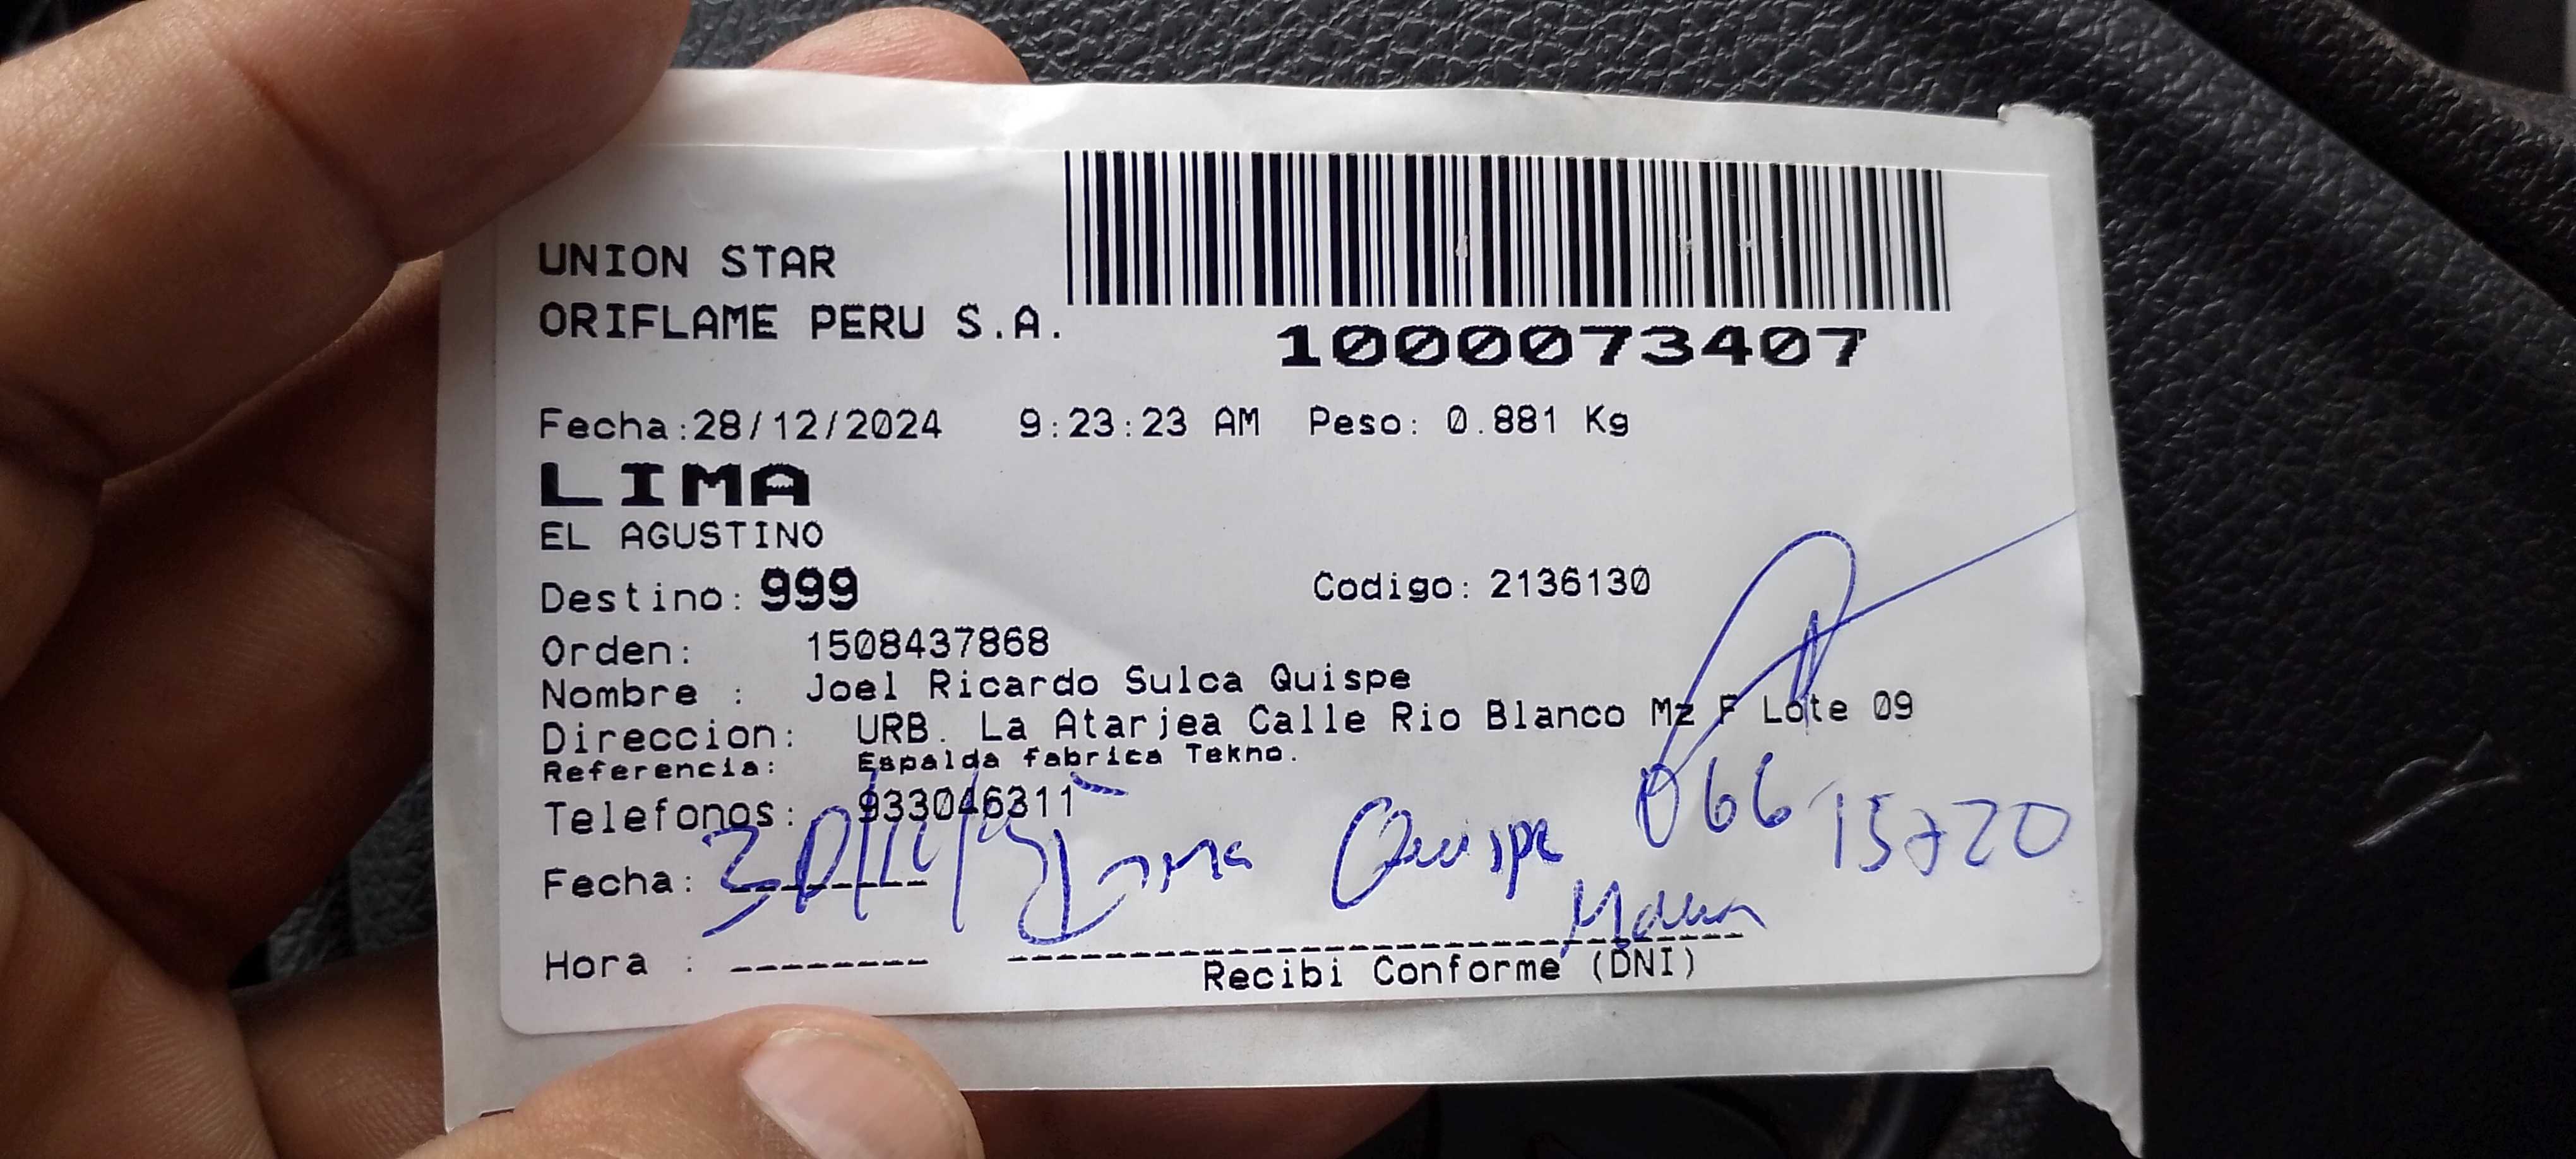 UNION STAR
ORIFLAME PERU S.A.
1000073407
Fecha:28/12/2024 9:23:23 AM Peso: 0.881 Kg
LIMA
EL AGUSTINO
Destino: 999 Codigo: 2136130
Orden: 1508437868
Nombre : Joel Ricardo Sulca Quispe
Direccion: URB. La Atarjea Calle Rio Blanco Mz F Lote 09
Referencia: Espalda fabrica Tekno.
Telefonos: 933046311
Fecha: 30/12/ Quispe 066 15720
Hora :
Recibi Conforme (DNI)